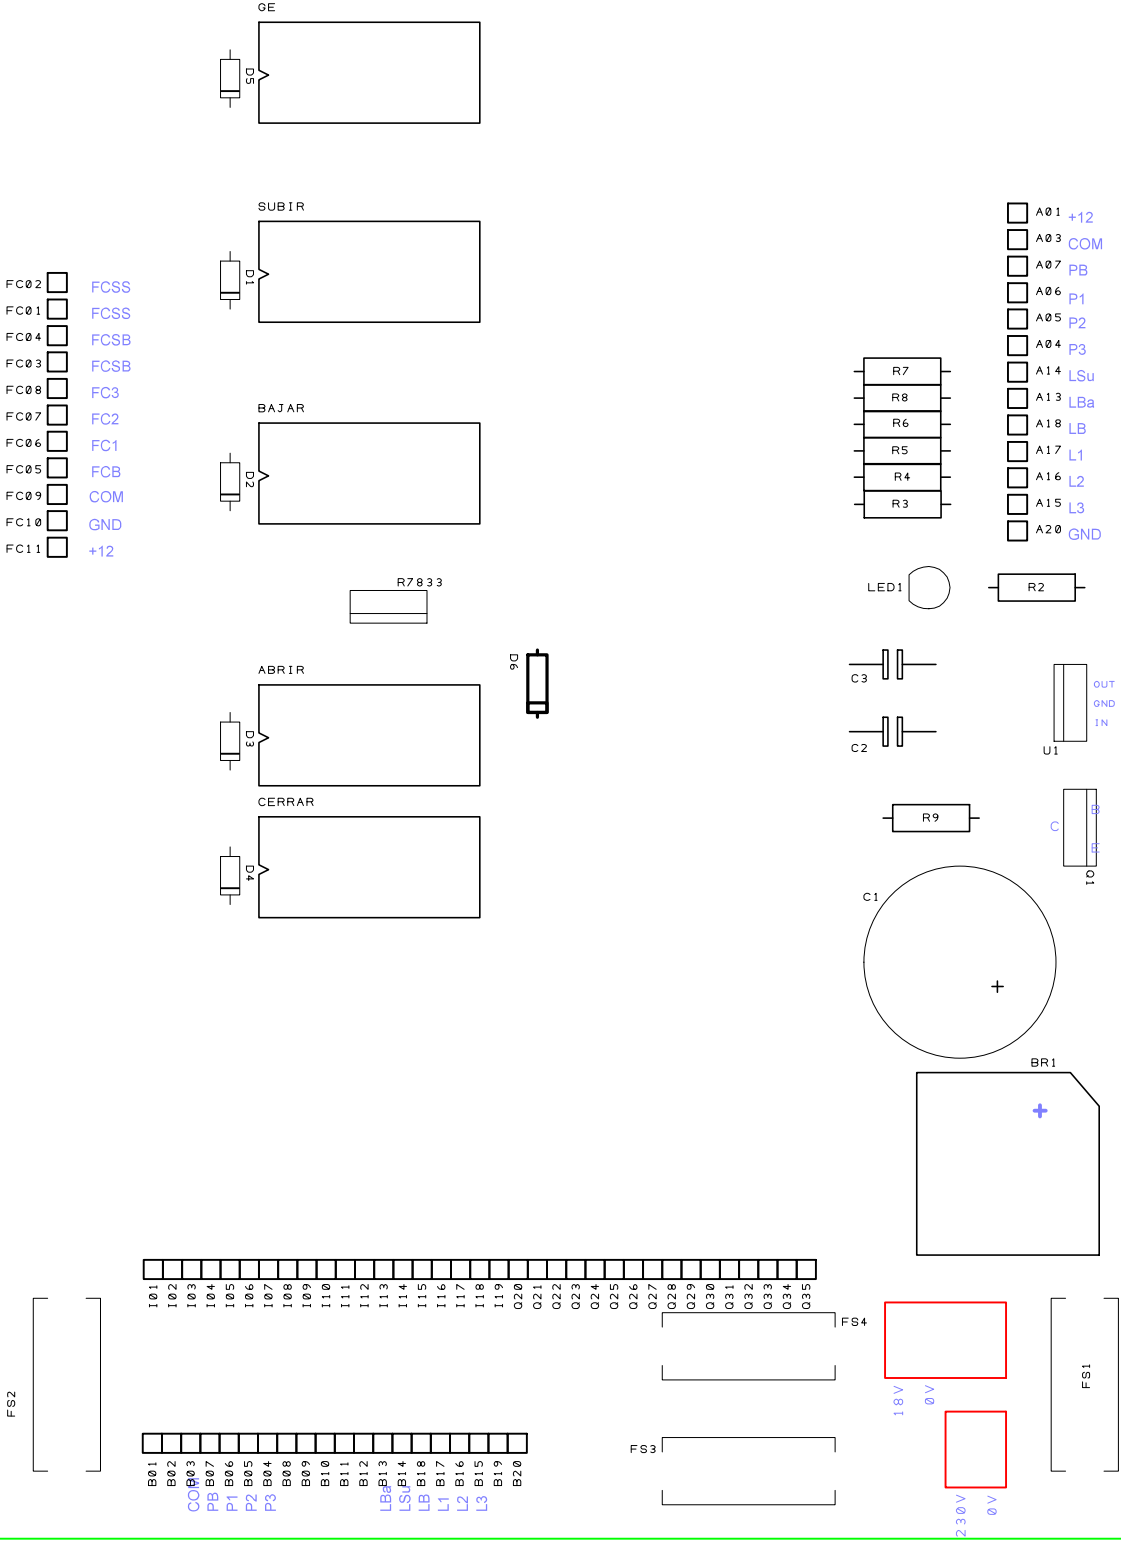 GE
D5
SUBIR
D1
A01 +12
A03 COM
A07 PB
A06 P1
A05 P2
A04 P3
A14 LSu
A13 LBa
A18 LB
A17 L1
A16 L2
A15 L3
A20 GND
FC02 FCSS
FC01 FCSS
FC04 FCSB
FC03 FCSB
FC08 FC3
FC07 FC2
FC06 FC1
FC05 FCB
FC09 COM
FC10 GND
FC11 +12
BAJAR
D2
R7
R8
R6
R5
R4
R3
R7833
LED1
R2
D6
ABRIR
D3
C3
C2
OUT
GND
IN
U1
CERRAR
D4
R9
C
B
E
Q1
C1
+
BR1
+
I01 I02 I03 I04 I05 I06 I07 I08 I09 I10 I11 I12 I13 I14 I15 I16 I17 I18 I19 Q20 Q21 Q22 Q23 Q24 Q25 Q26 Q27 Q28 Q29 Q30 Q31 Q32 Q33 Q34 Q35
FS4
FS1
FS2
18V 0V
FS3
B01 B02 B03 B07 B06 B05 B04 B08 B09 B10 B11 B12 B13 B14 B18 B17 B16 B15 B19 B20
COM PB P1 P2 P3 LBa LSu LB L1 L2 L3
230V 0V